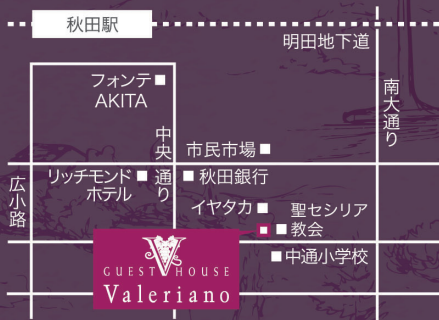 秋田駅
明田地下道
フォンテ
AKITA
南大通り
中央通り
市民市場
リッチモンド
ホテル
秋田銀行
広小路
イヤタカ
聖セシリア
教会
中通小学校
GUEST HOUSE
Valeriano